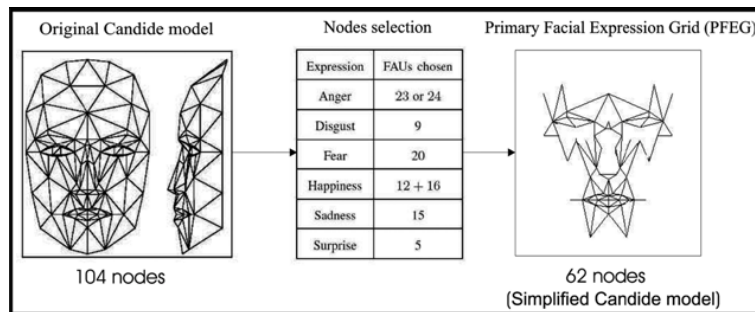 Original Candide model
Nodes selection
Primary Facial Expression Grid (PFEG)
Expression FAUs chosen
Anger 23 or 24
Disgust 9
Fear 20
Happiness 12 + 16
Sadness 15
Surprise 5
104 nodes
62 nodes
(Simplified Candide model)